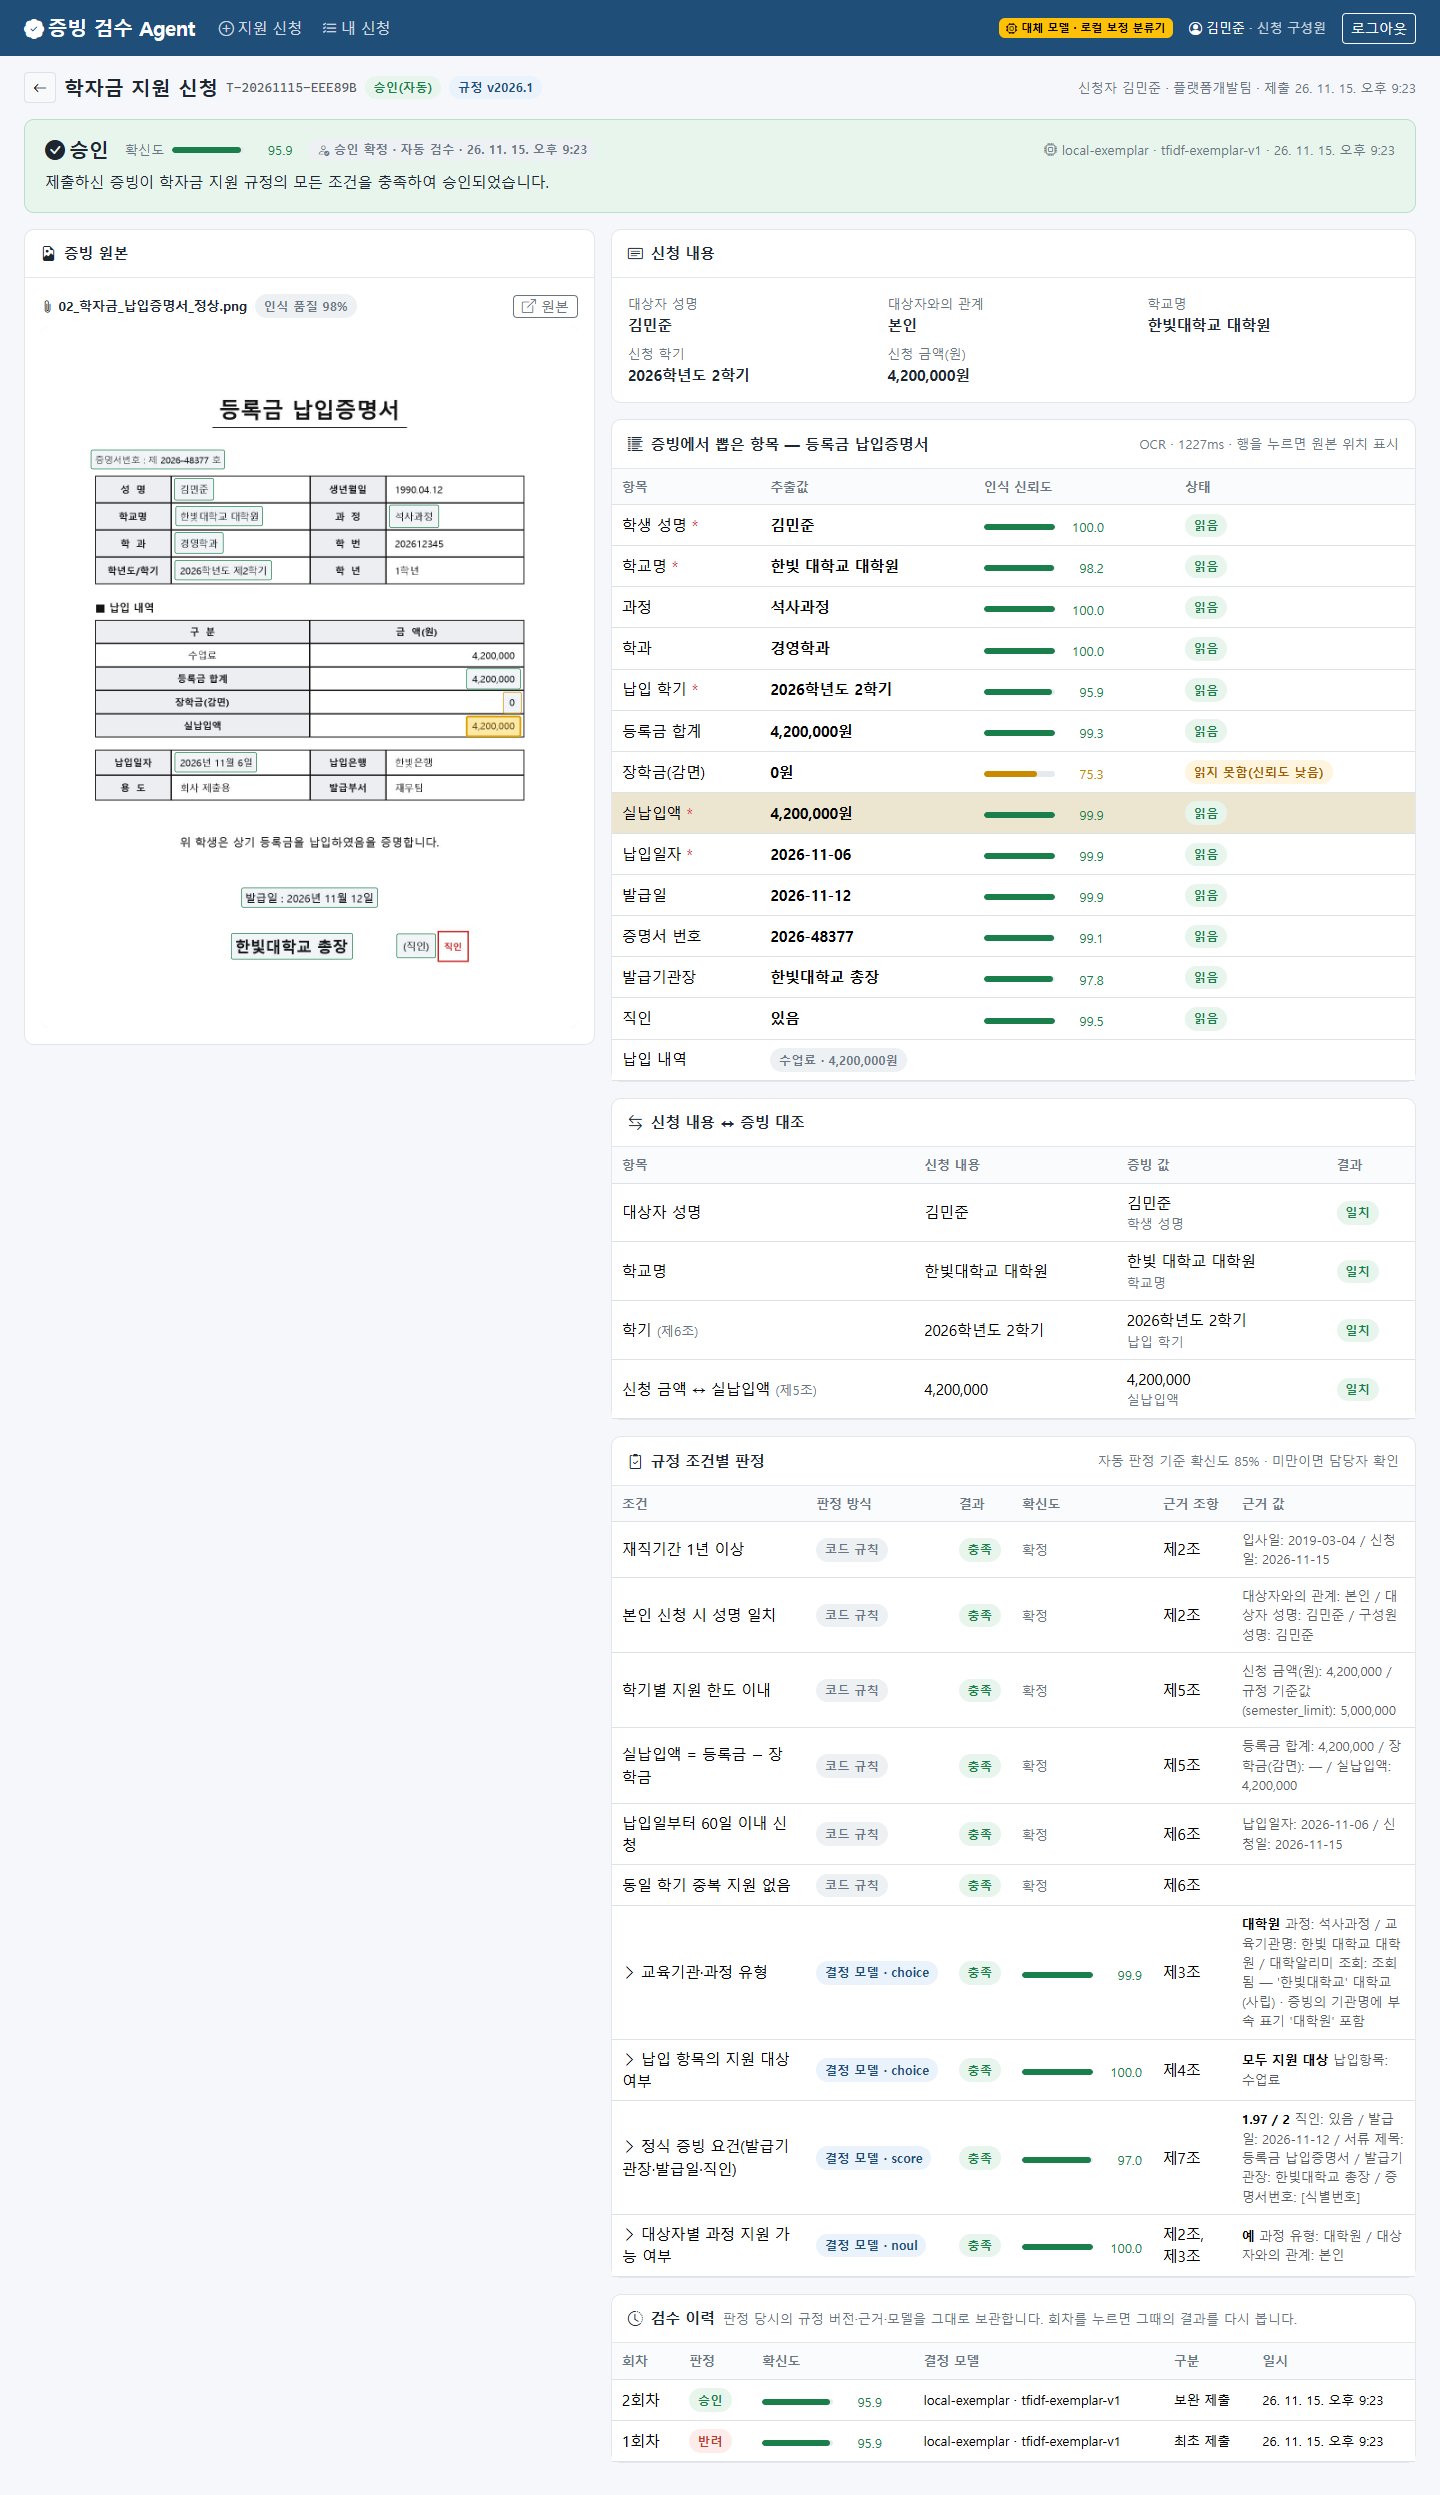 증빙 검수 Agent
지원 신청
내 신청
대체 모델 · 로컬 보정 분류기
김민준 · 신청 구성원
로그아웃
학자금 지원 신청 T-20261115-EEE89B 승인(자동) 규정 v2026.1
신청자 김민준 · 플랫폼개발팀 · 제출 26. 11. 15. 오후 9:23
승인 확신도 95.9 승인 확정 · 자동 검수 · 26. 11. 15. 오후 9:23
local-exemplar · tfidf-exemplar-v1 · 26. 11. 15. 오후 9:23
제출하신 증빙이 학자금 지원 규정의 모든 조건을 충족하여 승인되었습니다.
증빙 원본
02_학자금_납입증명서_정상.png 인식 품질 98% 원본
등록금 납입증명서
증명서번호 : 제 2026-48377 호
성 명 김민준 생년월일 1990.04.12
학교명 한빛대학교 대학원 과 정 석사과정
학 과 경영학과 학 번 202612345
학년도/학기 2026학년도 제2학기 학 년 1학년
■ 납입 내역
구 분 금 액(원)
수업료 4,200,000
등록금 합계 4,200,000
장학금(감면) 0
실납입액 4,200,000
납입일자 2026년 11월 6일 납입은행 한빛은행
용 도 회사 제출용 발급부서 재무팀
위 학생은 상기 등록금을 납입하였음을 증명합니다.
발급일 : 2026년 11월 12일
한빛대학교 총장 (직인) 직인
신청 내용
대상자 성명 대상자와의 관계 학교명
김민준 본인 한빛대학교 대학원
신청 학기 신청 금액(원)
2026학년도 2학기 4,200,000원
증빙에서 뽑은 항목 — 등록금 납입증명서 OCR · 1227ms · 행을 누르면 원본 위치 표시
항목 추출값 인식 신뢰도 상태
학생 성명 * 김민준 100.0 읽음
학교명 * 한빛 대학교 대학원 98.2 읽음
과정 석사과정 100.0 읽음
학과 경영학과 100.0 읽음
납입 학기 * 2026학년도 2학기 95.9 읽음
등록금 합계 4,200,000원 99.3 읽음
장학금(감면) 0원 75.3 읽지 못함(신뢰도 낮음)
실납입액 * 4,200,000원 99.9 읽음
납입일자 * 2026-11-06 99.9 읽음
발급일 2026-11-12 99.9 읽음
증명서 번호 2026-48377 99.1 읽음
발급기관장 한빛대학교 총장 97.8 읽음
직인 있음 99.5 읽음
납입 내역 수업료 · 4,200,000원
신청 내용 ↔ 증빙 대조
항목 신청 내용 증빙 값 결과
대상자 성명 김민준 김민준 일치
학생 성명
학교명 한빛대학교 대학원 한빛 대학교 대학원 일치
학교명
학기 (제6조) 2026학년도 2학기 2026학년도 2학기 일치
납입 학기
신청 금액 ↔ 실납입액 (제5조) 4,200,000 4,200,000 일치
실납입액
규정 조건별 판정 자동 판정 기준 확신도 85% · 미만이면 담당자 확인
조건 판정 방식 결과 확신도 근거 조항 근거 값
재직기간 1년 이상 코드 규칙 충족 확정 제2조 입사일: 2019-03-04 / 신청
일: 2026-11-15
본인 신청 시 성명 일치 코드 규칙 충족 확정 제2조 대상자와의 관계: 본인 / 대
상자 성명: 김민준 / 구성원
성명: 김민준
학기별 지원 한도 이내 코드 규칙 충족 확정 제5조 신청 금액(원): 4,200,000 /
규정 기준값
(semester_limit): 5,000,000
실납입액 = 등록금 − 장
학금 코드 규칙 충족 확정 제5조 등록금 합계: 4,200,000 / 장
학금(감면): — / 실납입액:
4,200,000
납입일부터 60일 이내 신
청 코드 규칙 충족 확정 제6조 납입일자: 2026-11-06 / 신
청일: 2026-11-15
동일 학기 중복 지원 없음 코드 규칙 충족 확정 제6조
교육기관·과정 유형 결정 모델 · choice 충족 99.9 제3조 대학원 과정: 석사과정 / 교
육기관명: 한빛 대학교 대학
원 / 대학알리미 조회: 조회
됨 — '한빛대학교' 대학교
(사립) · 증빙의 기관명에 부
속 표기 '대학원' 포함
납입 항목의 지원 대상
여부 결정 모델 · choice 충족 100.0 제4조 모두 지원 대상 납입항목:
수업료
정식 증빙 요건(발급기
관장·발급일·직인) 결정 모델 · score 충족 97.0 제7조 1.97 / 2 직인: 있음 / 발급
일: 2026-11-12 / 서류 제목:
등록금 납입증명서 / 발급기
관장: 한빛대학교 총장 / 증
명서번호: [식별번호]
대상자별 과정 지원 가
능 여부 결정 모델 · noul 충족 100.0 제2조,
제3조 예 과정 유형: 대학원 / 대상
자와의 관계: 본인
검수 이력 판정 당시의 규정 버전·근거·모델을 그대로 보관합니다. 회차를 누르면 그때의 결과를 다시 봅니다.
회차 판정 확신도 결정 모델 구분 일시
2회차 승인 95.9 local-exemplar · tfidf-exemplar-v1 보완 제출 26. 11. 15. 오후 9:23
1회차 반려 95.9 local-exemplar · tfidf-exemplar-v1 최초 제출 26. 11. 15. 오후 9:23